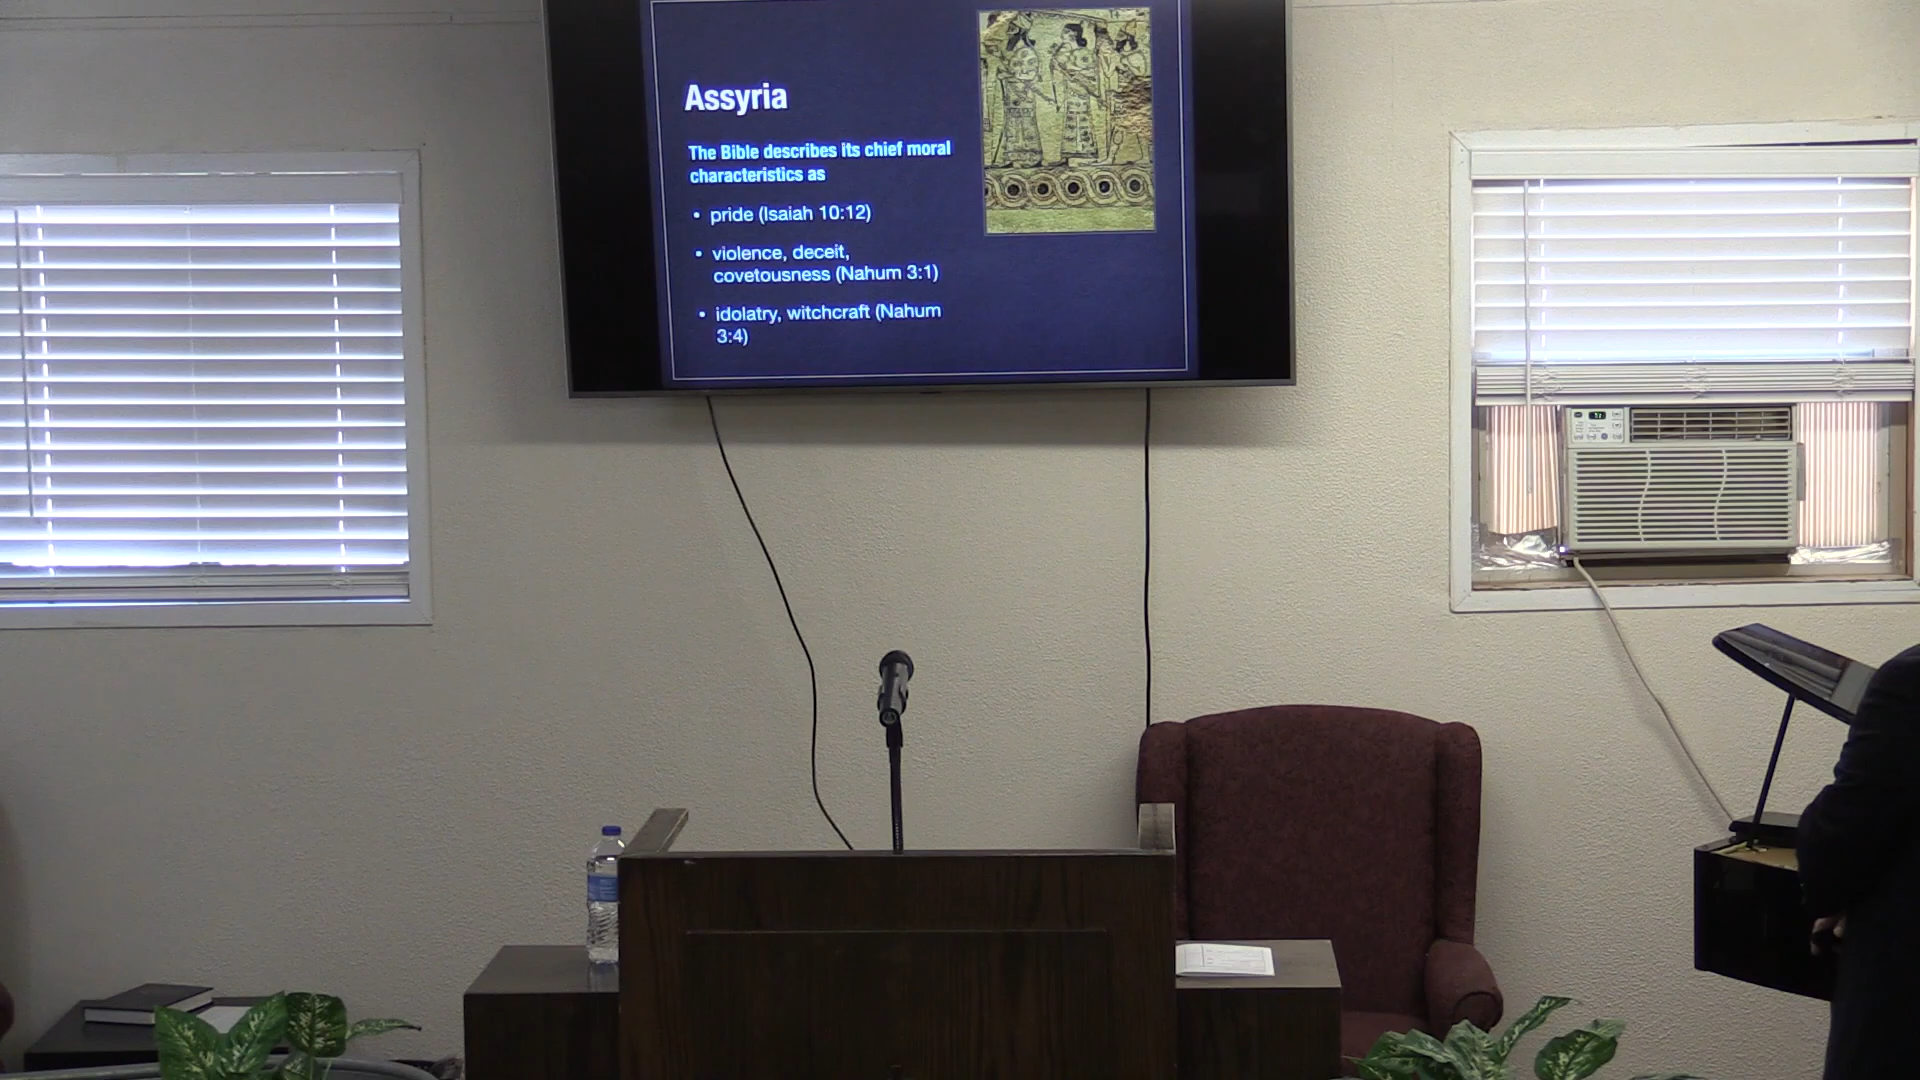 Assyria
The Bible describes its chief moral
characteristics as
• pride (Isaiah 10:12)
• violence, deceit,
covetousness (Nahum 3:1)
• idolatry, witchcraft (Nahum
3:4)